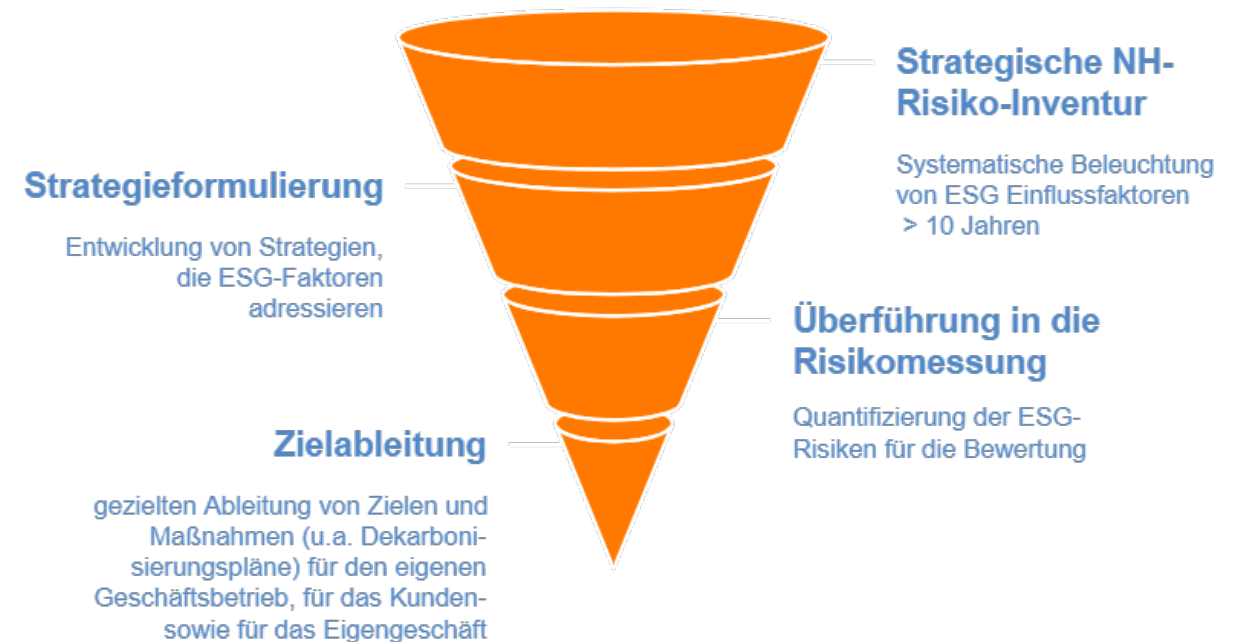 Strategische NH-
Risiko-Inventur
Systematische Beleuchtung
von ESG Einflussfaktoren
> 10 Jahren
Strategieformulierung
Entwicklung von Strategien,
die ESG-Faktoren
adressieren
Überführung in die
Risikomessung
Quantifizierung der ESG-
Risiken für die Bewertung
Zielableitung
gezielten Ableitung von Zielen und
Maßnahmen (u.a. Dekarboni-
sierungspläne) für den eigenen
Geschäftsbetrieb, für das Kunden-
sowie für das Eigengeschäft